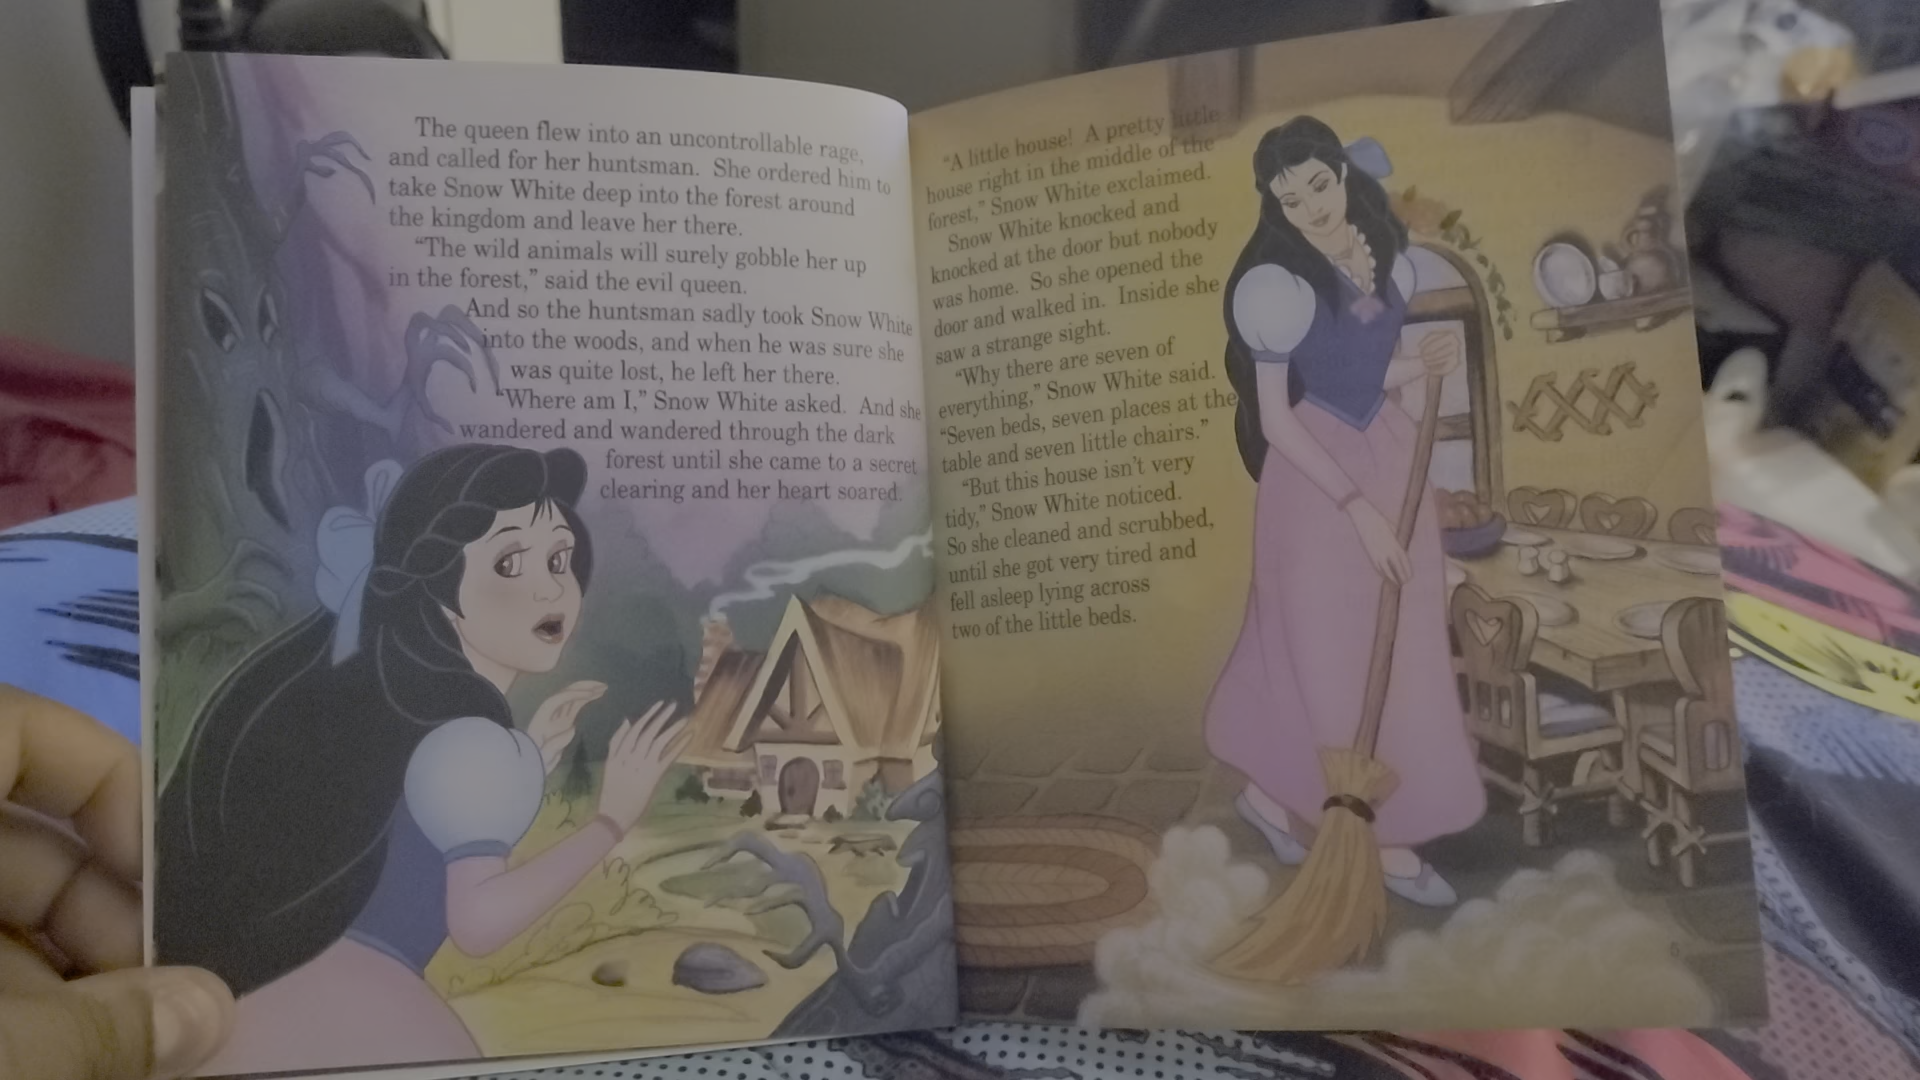 The queen flew into an uncontrollable rage,
and called for her huntsman. She ordered him to
take Snow White deep into the forest around
the kingdom and leave her there.
“The wild animals will surely gobble her up
in the forest,” said the evil queen.
And so the huntsman sadly took Snow White
into the woods, and when he was sure she
was quite lost, he left her there.
“Where am I,” Snow White asked. And she
wandered and wandered through the dark
forest until she came to a secret
clearing and her heart soared.
“A little house! A pretty little
house right in the middle of the
forest,” Snow White exclaimed.
Snow White knocked and
knocked at the door but nobody
was home. So she opened the
door and walked in. Inside she
saw a strange sight.
“Why there are seven of
everything,” Snow White said.
“Seven beds, seven places at the
table and seven little chairs.”
“But this house isn’t very
tidy,” Snow White noticed.
So she cleaned and scrubbed,
until she got very tired and
fell asleep lying across
two of the little beds.